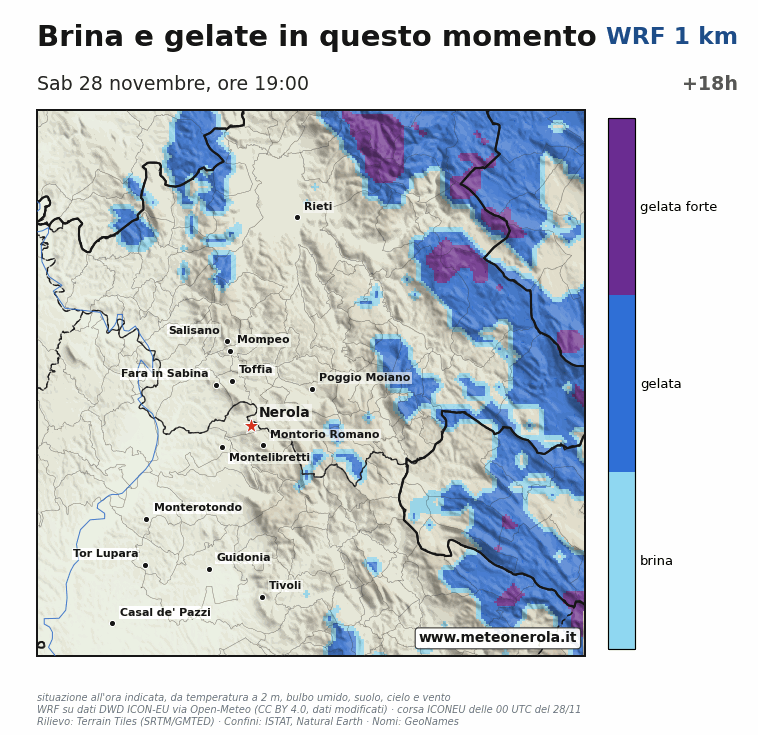 Brina e gelate in questo momento WRF 1 km
Sab 28 novembre, ore 19:00 +18h
Rieti
Salisano
Mompeo
Fara in Sabina
Toffia
Poggio Moiano
Nerola
Montorio Romano
Montelibretti
Monterotondo
Tor Lupara
Guidonia
Tivoli
Casal de' Pazzi
www.meteonerola.it
gelata forte
gelata
brina
situazione all'ora indicata, da temperatura a 2 m, bulbo umido, suolo, cielo e vento
WRF su dati DWD ICON-EU via Open-Meteo (CC BY 4.0, dati modificati) · corsa ICONEU delle 00 UTC del 28/11
Rilievo: Terrain Tiles (SRTM/GMTED) · Confini: ISTAT, Natural Earth · Nomi: GeoNames